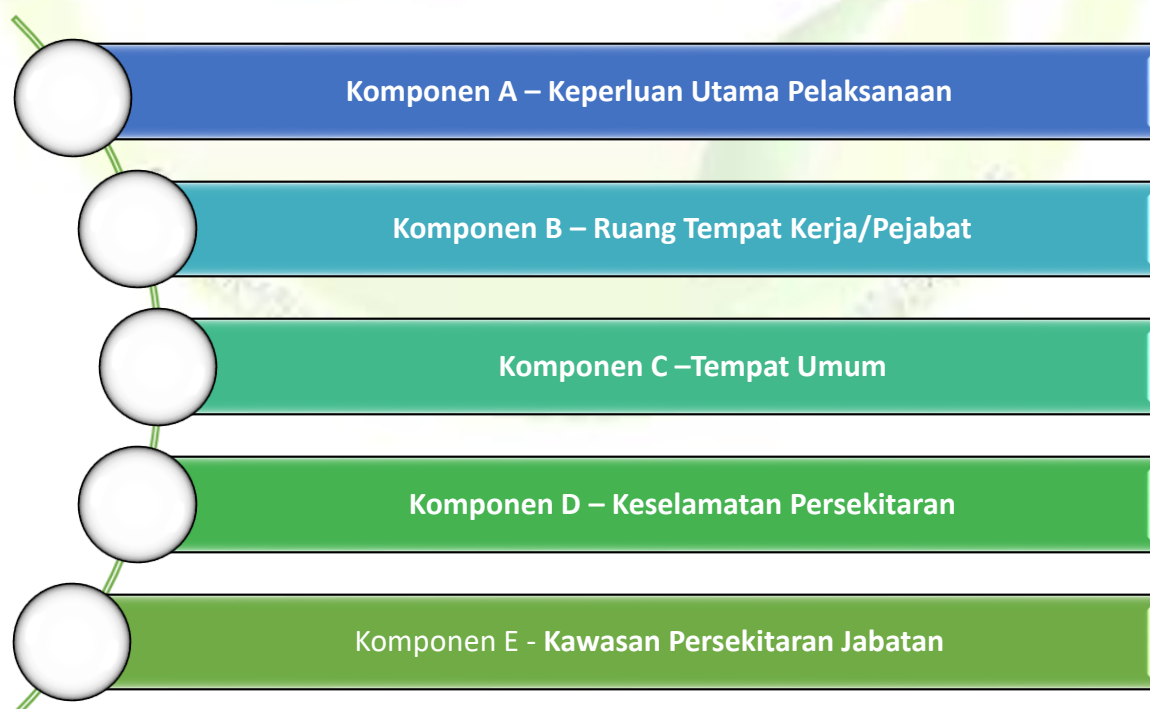 Komponen A – Keperluan Utama Pelaksanaan
Komponen B – Ruang Tempat Kerja/Pejabat
Komponen C –Tempat Umum
Komponen D – Keselamatan Persekitaran
Komponen E - Kawasan Persekitaran Jabatan